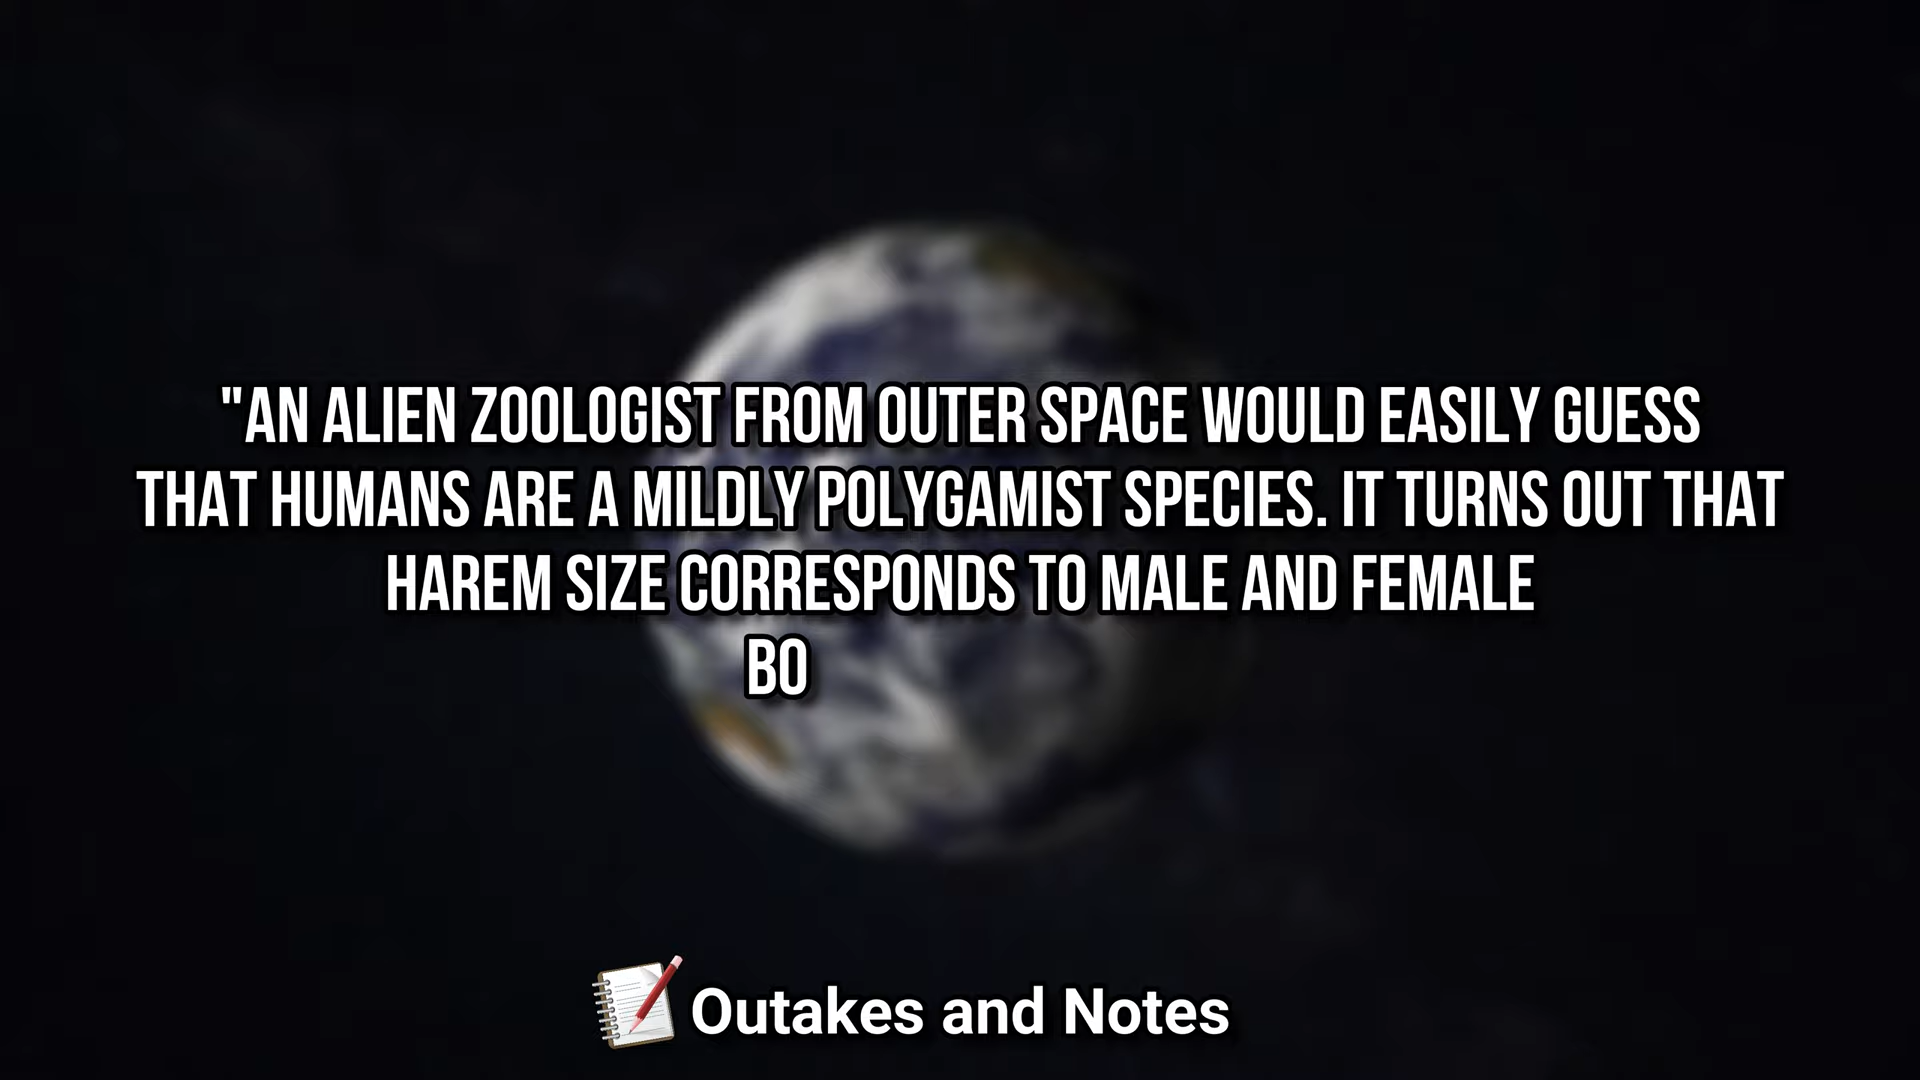 "AN ALIEN ZOOLOGIST FROM OUTER SPACE WOULD EASILY GUESS
THAT HUMANS ARE A MILDLY POLYGAMIST SPECIES. IT TURNS OUT THAT
HAREM SIZE CORRESPONDS TO MALE AND FEMALE
BO
Outakes and Notes